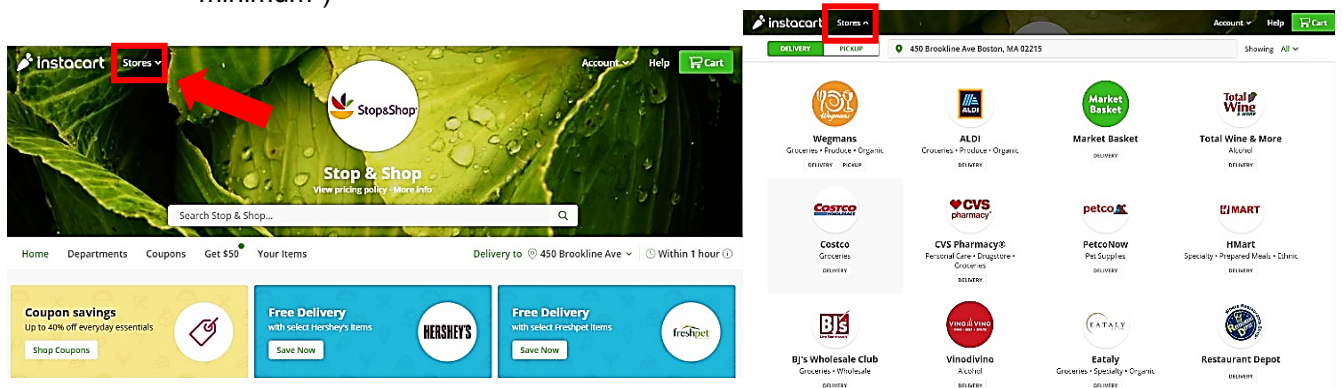 minimum")
instacart Stores
Account Help Cart
Stop&Shop
Stop & Shop
View pricing policy • More info
Search Stop & Shop...
Home Departments Coupons Get $50 Your Items Delivery to 450 Brookline Ave Within 1 hour
Coupon savings
Up to 40% off everyday essentials
Shop Coupons
Free Delivery
with select Hershey's items
Save Now
HERSHEY'S
Free Delivery
with select Freshpet items
Save Now
freshpet
instacart Stores
Account Help Cart
DELIVERY PICKUP 450 Brookline Ave Boston, MA 02215 Showing All
Wegmans
ALDI
Market
Basket
Total
Wine
& MORE
Wegmans ALDI Market Basket Total Wine & More
Groceries • Produce • Organic Groceries • Produce • Organic DELIVERY Alcohol
DELIVERY PICKUP DELIVERY DELIVERY
COSTCO
WHOLESALE
CVS
pharmacy
petco
MART
Costco CVS Pharmacy® PetcoNow HMart
Groceries Personal Care • Drugstore • Pet Supplies Specialty • Prepared Meals • Ethnic
DELIVERY Groceries DELIVERY DELIVERY
DELIVERY
BJ's
VINO di VINO
EATALY
BJ's Wholesale Club Vinodivino Eataly Restaurant Depot
Groceries • Wholesale Alcohol Groceries • Specialty • Organic DELIVERY
DELIVERY DELIVERY DELIVERY